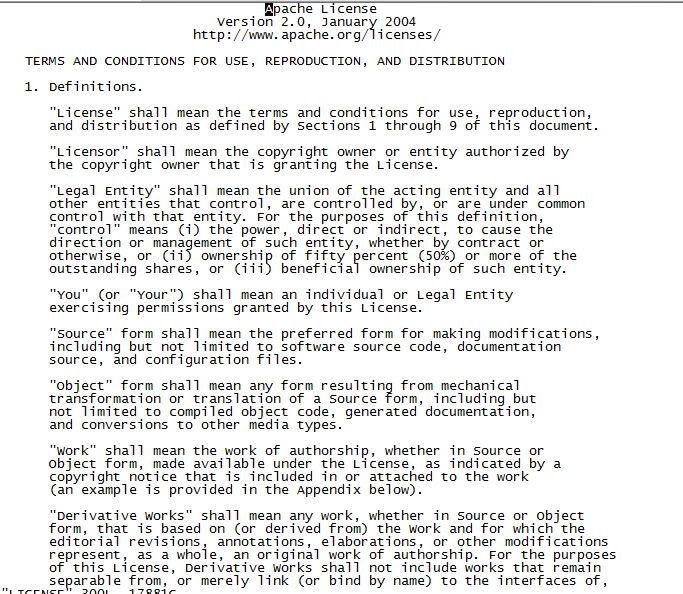 Apache License
Version 2.0, January 2004
http://www.apache.org/licenses/
TERMS AND CONDITIONS FOR USE, REPRODUCTION, AND DISTRIBUTION
1. Definitions.
"License" shall mean the terms and conditions for use, reproduction,
and distribution as defined by Sections 1 through 9 of this document.
"Licensor" shall mean the copyright owner or entity authorized by
the copyright owner that is granting the License.
"Legal Entity" shall mean the union of the acting entity and all
other entities that control, are controlled by, or are under common
control with that entity. For the purposes of this definition,
"control" means (i) the power, direct or indirect, to cause the
direction or management of such entity, whether by contract or
otherwise, or (ii) ownership of fifty percent (50%) or more of the
outstanding shares, or (iii) beneficial ownership of such entity.
"You" (or "Your") shall mean an individual or Legal Entity
exercising permissions granted by this License.
"Source" form shall mean the preferred form for making modifications,
including but not limited to software source code, documentation
source, and configuration files.
"Object" form shall mean any form resulting from mechanical
transformation or translation of a Source form, including but
not limited to compiled object code, generated documentation,
and conversions to other media types.
"Work" shall mean the work of authorship, whether in Source or
Object form, made available under the License, as indicated by a
copyright notice that is included in or attached to the work
(an example is provided in the Appendix below).
"Derivative Works" shall mean any work, whether in Source or Object
form, that is based on (or derived from) the Work and for which the
editorial revisions, annotations, elaborations, or other modifications
represent, as a whole, an original work of authorship. For the purposes
of this License, Derivative Works shall not include works that remain
separable from, or merely link (or bind by name) to the interfaces of,
"LICENSE" 300L, 17881C